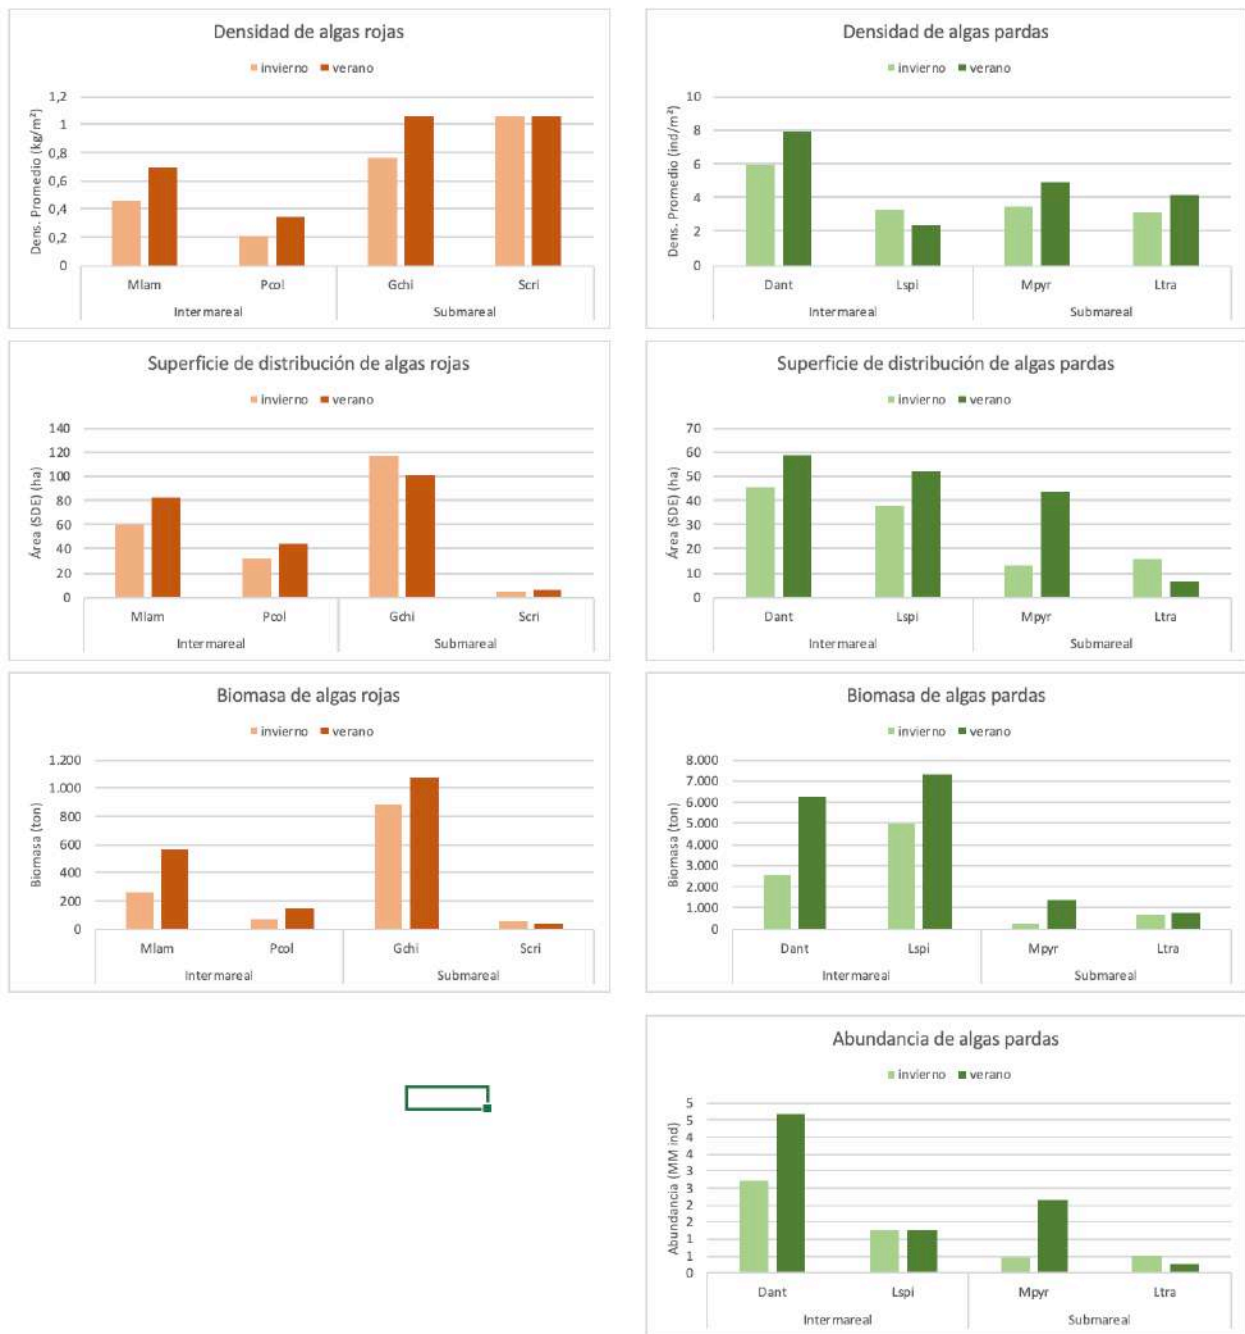 Densidad de algas rojas
invierno verano
Dens. Promedio (kg/m²)
1,2
1
0,8
0,6
0,4
0,2
0
Mlam Pcol Gchi Scri
Intermareal Submareal
Densidad de algas pardas
invierno verano
Dens. Promedio (ind/m²)
10
8
6
4
2
0
Dant Lspi Mpyr Ltra
Intermareal Submareal
Superficie de distribución de algas rojas
invierno verano
Área (SDE) (ha)
140
120
100
80
60
40
20
0
Mlam Pcol Gchi Scri
Intermareal Submareal
Superficie de distribución de algas pardas
invierno verano
Área (SDE) (ha)
70
60
50
40
30
20
10
0
Dant Lspi Mpyr Ltra
Intermareal Submareal
Biomasa de algas rojas
invierno verano
Biomasa (ton)
1.200
1.000
800
600
400
200
0
Mlam Pcol Gchi Scri
Intermareal Submareal
Biomasa de algas pardas
invierno verano
Biomasa (ton)
8.000
7.000
6.000
5.000
4.000
3.000
2.000
1.000
0
Dant Lspi Mpyr Ltra
Intermareal Submareal
Abundancia de algas pardas
invierno verano
Abundancia (MM ind)
5
5
4
4
3
3
2
2
1
1
0
Dant Lspi Mpyr Ltra
Intermareal Submareal